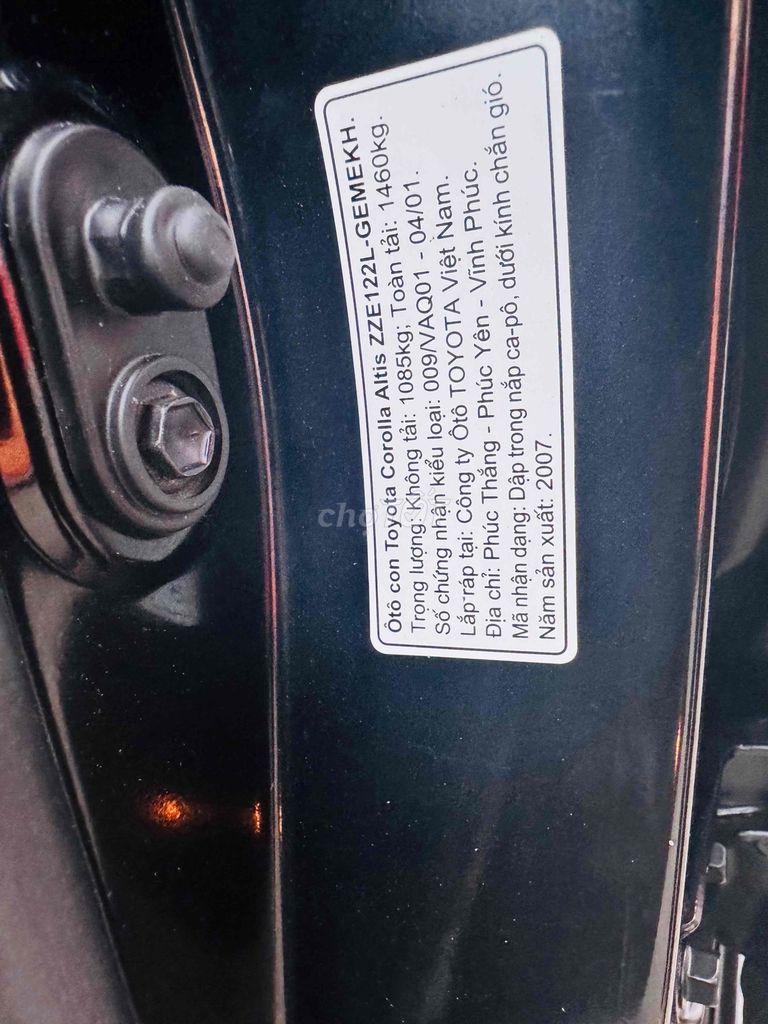 Ôtô con Toyota Corolla Altis ZZE122L-GEMEKH.
Trọng lượng: Không tải: 1085kg; Toàn tải: 1460kg.
Số chứng nhận kiểu loại: 009/VAQ01 - 04/01.
Lắp ráp tại: Công ty Ôtô TOYOTA Việt Nam.
Địa chỉ: Phúc Thắng - Phúc Yên - Vĩnh Phúc.
Mã nhận dạng: Dập trong nắp ca-pô, dưới kính chắn gió.
Năm sản xuất: 2007.